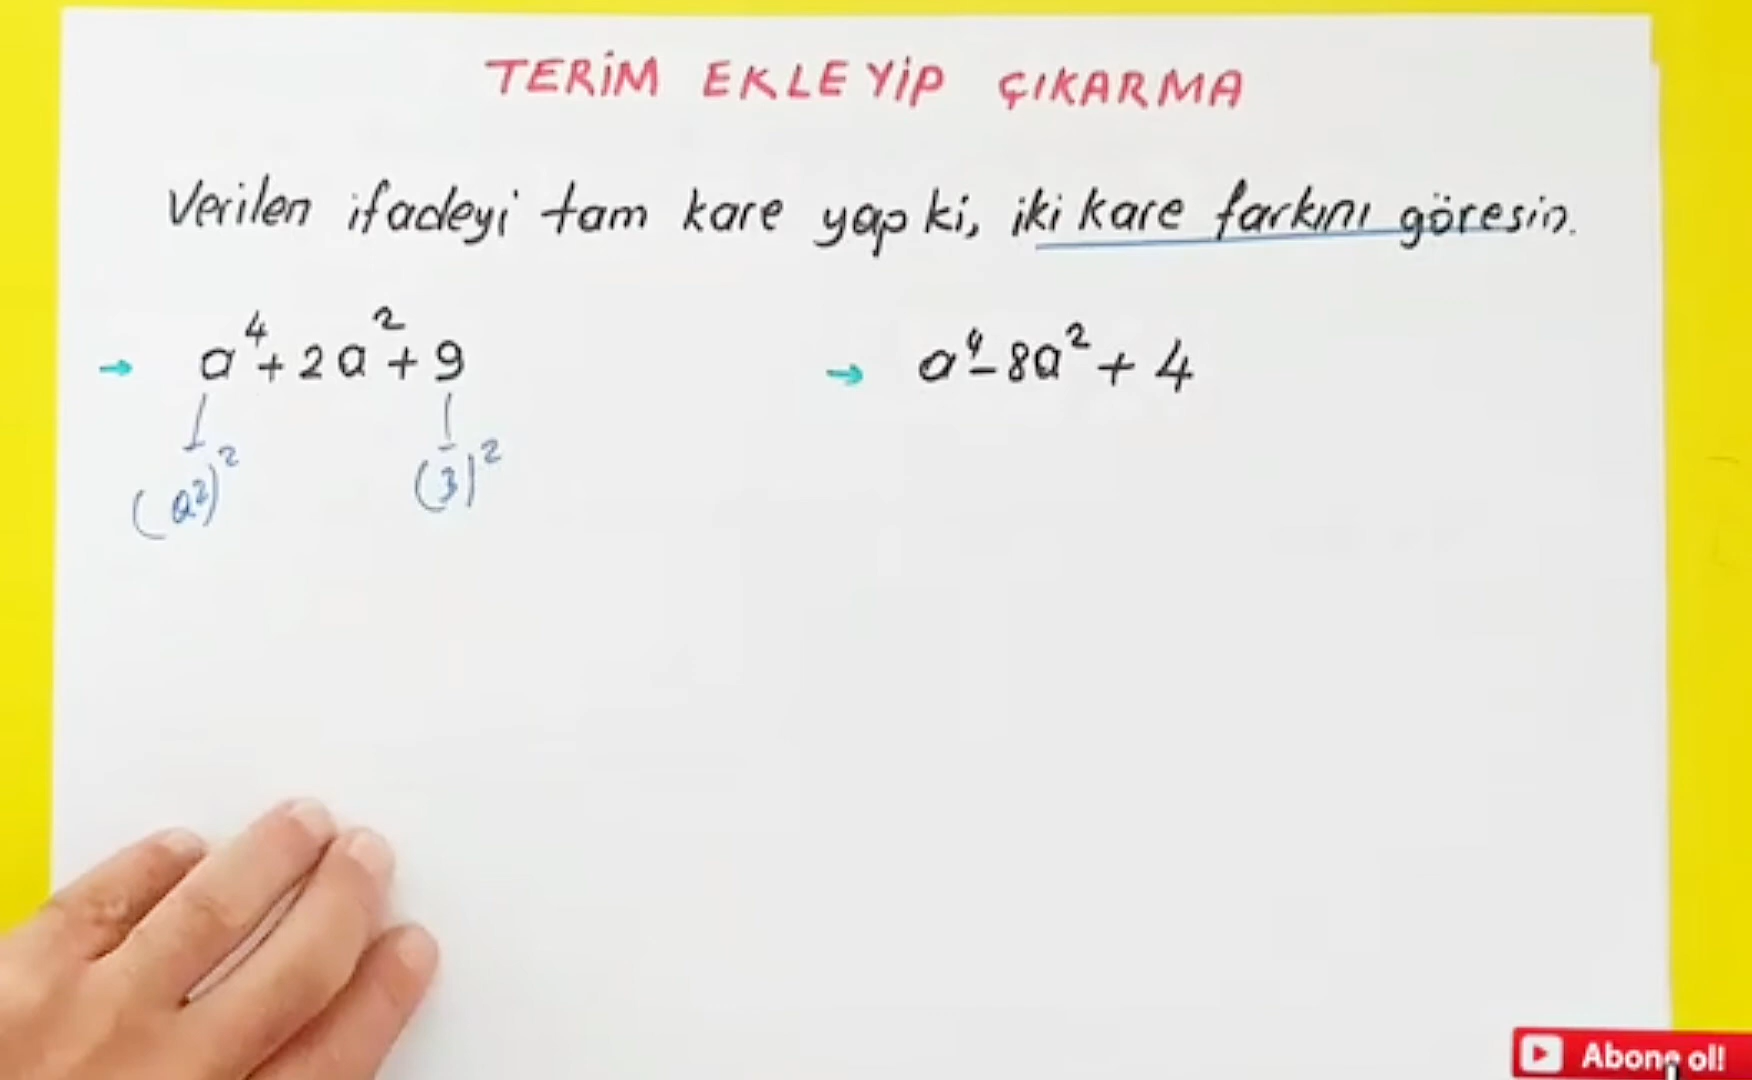 TERİM EKLEYİP ÇIKARMA
Verilen ifadeyi tam kare yap ki, iki kare farkını göresin.
→ a⁴+2a²+9
(a²)² (3)²
→ a⁴-8a²+4
Abone ol!